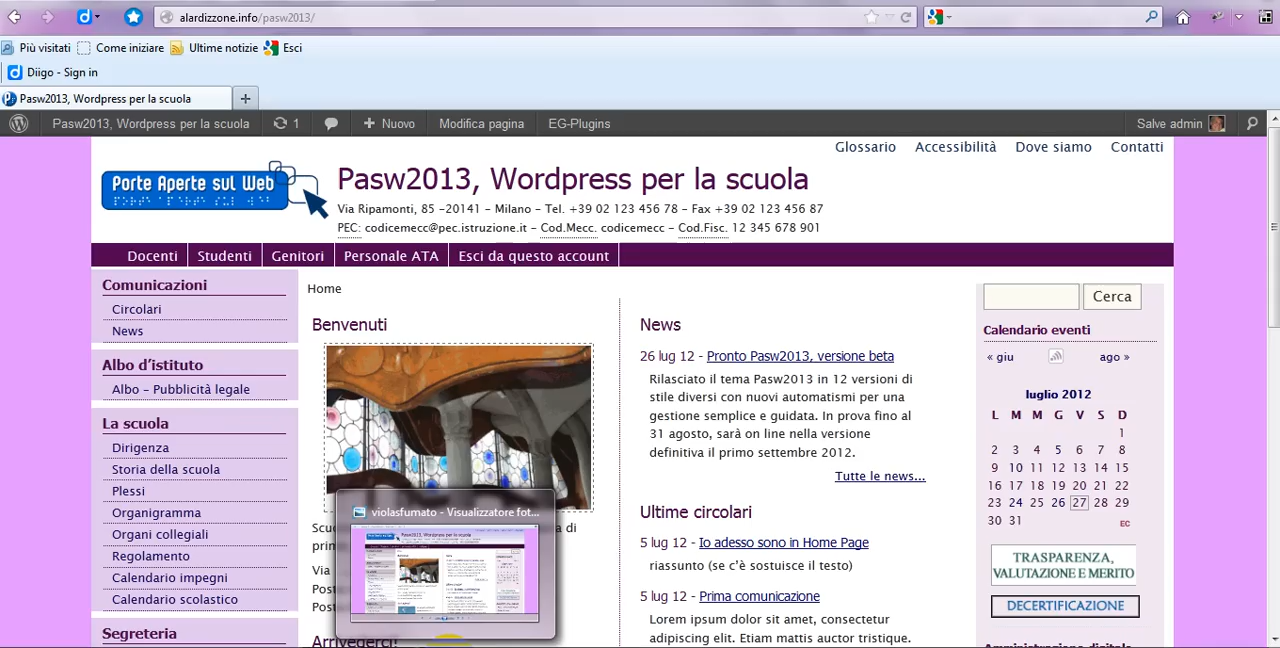 alardizzone.info/pasw2013/
Più visitati Come iniziare Ultime notizie Esci
Diigo - Sign in
Pasw2013, Wordpress per la scuola
Pasw2013, Wordpress per la scuola 1 Nuovo Modifica pagina EG-Plugins Salve admin
Glossario Accessibilità Dove siamo Contatti
Porte Aperte sul Web
Pasw2013, Wordpress per la scuola
Via Ripamonti, 85 -20141 - Milano - Tel. +39 02 123 456 78 - Fax +39 02 123 456 87
PEC: codicemecc@pec.istruzione.it - Cod.Mecc. codicemecc - Cod.Fisc. 12 345 678 901
Docenti Studenti Genitori Personale ATA Esci da questo account
Comunicazioni
Circolari
News
Albo d'istituto
Albo - Pubblicità legale
La scuola
Dirigenza
Storia della scuola
Plessi
Organigramma
Organi collegiali
Regolamento
Calendario impegni
Calendario scolastico
Segreteria
Home
Benvenuti
violasfumato - Visualizzatore fot...
Via
Arrivederci!
News
26 lug 12 - Pronto Pasw2013, versione beta
Rilasciato il tema Pasw2013 in 12 versioni di
stile diversi con nuovi automatismi per una
gestione semplice e guidata. In prova fino al
31 agosto, sarà on line nella versione
definitiva il primo settembre 2012.
Tutte le news...
Ultime circolari
5 lug 12 - Io adesso sono in Home Page
riassunto (se c'è sostuisce il testo)
5 lug 12 - Prima comunicazione
Lorem ipsum dolor sit amet, consectetur
adipiscing elit. Etiam mattis auctor tristique.
Cerca
Calendario eventi
« giu ago »
luglio 2012
L M M G V S D
1
2 3 4 5 6 7 8
9 10 11 12 13 14 15
16 17 18 19 20 21 22
23 24 25 26 27 28 29
30 31 EC
TRASPARENZA,
VALUTAZIONE E MERITO
DECERTIFICAZIONE